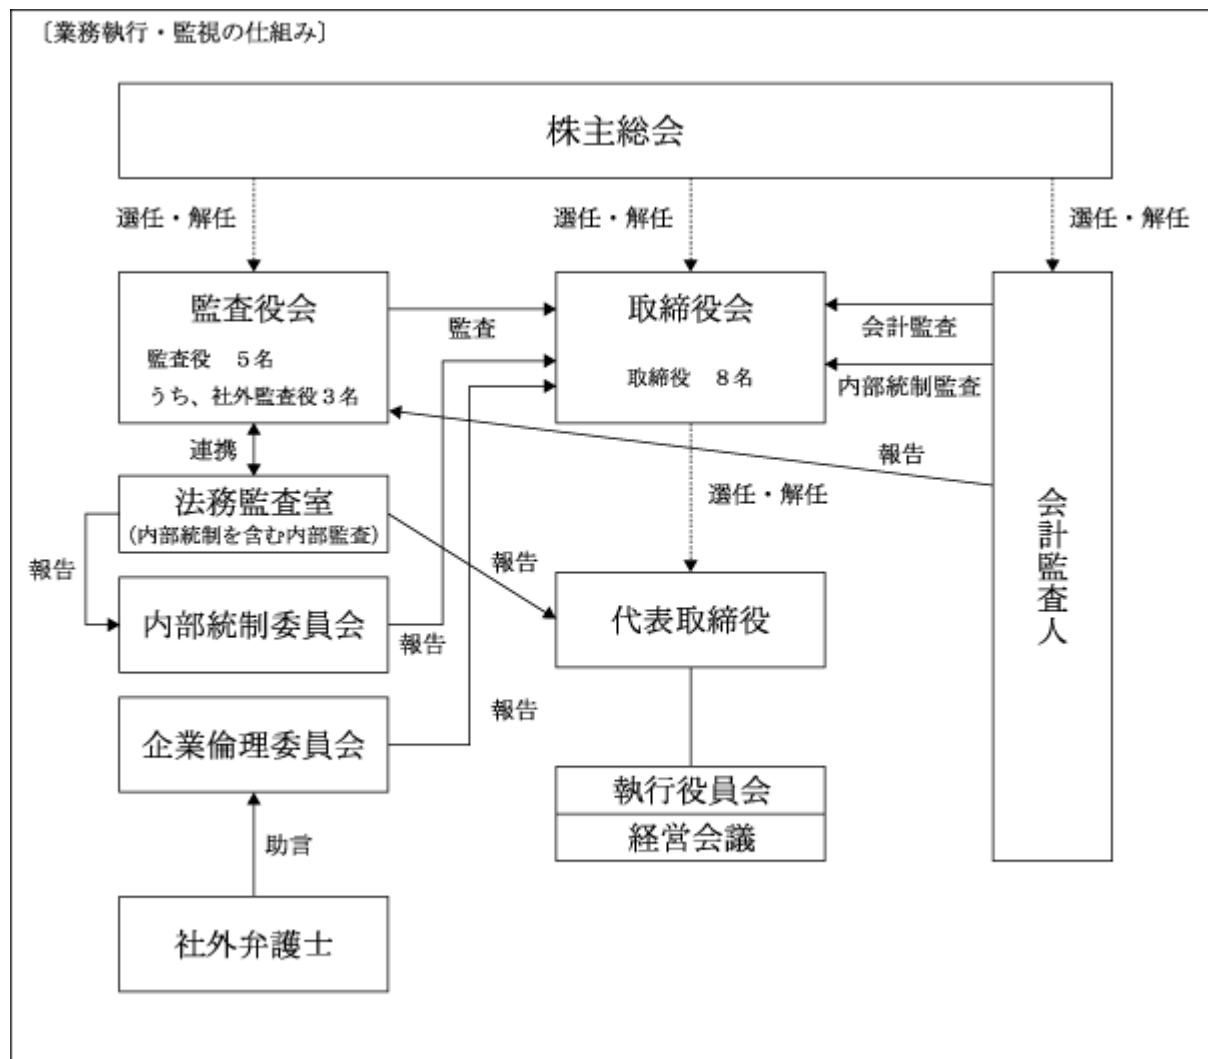 〔業務執行・監視の仕組み〕
株主総会
選任・解任
選任・解任
選任・解任
監査役会
監査役　５名
うち、社外監査役３名
監査
取締役会
取締役　８名
会計監査
内部統制監査
報告
連携
法務監査室
（内部統制を含む内部監査）
選任・解任
報告
報告
内部統制委員会
報告
代表取締役
会計監査人
企業倫理委員会
報告
執行役員会
経営会議
助言
社外弁護士